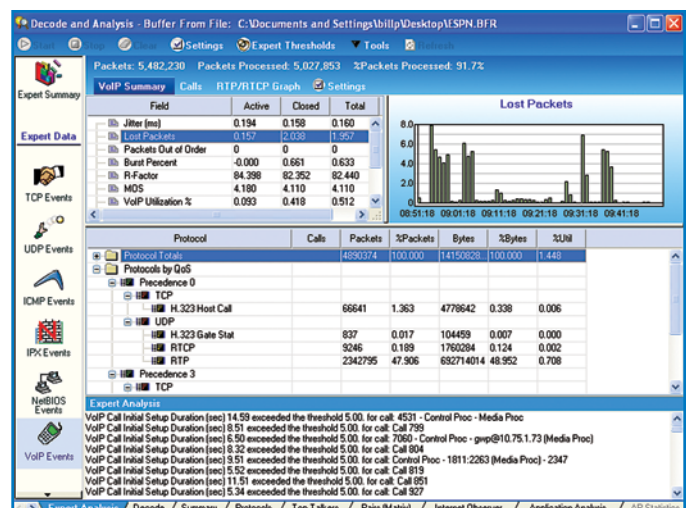 Decode and Analysis - Buffer From File: C:\Documents and Settings\billp\Desktop\ESPN.BFR
Start Stop Clear Settings Expert Thresholds Tools Refresh
Packets: 5,482,230 Packets Processed: 5,027,853 %Packets Processed: 91.7%
VoIP Summary Calls RTP/RTCP Graph Settings
Expert Summary
Expert Data
TCP Events
UDP Events
ICMP Events
IPX Events
NetBIOS Events
VoIP Events
Field Active Closed Total
Jitter (ms) 0.194 0.158 0.160
Lost Packets 0.157 2.038 1.957
Packets Out of Order 0 0 0
Burst Percent -0.000 0.661 0.633
R-Factor 84.398 82.352 82.440
MOS 4.180 4.110 4.110
VoIP Utilization % 0.093 0.418 0.512
Lost Packets
8.0
6.0
4.0
2.0
0
08:51:18 09:01:18 09:11:18 09:21:18 09:31:18 09:41:18
Protocol Calls Packets %Packets Bytes %Bytes %Util
Protocol Totals 4890374 100.000 14150828... 100.000 1.448
Protocols by QoS
Precedence 0
TCP
H.323 Host Call 66641 1.363 4778642 0.338 0.006
UDP
H.323 Gate Stat 837 0.017 104459 0.007 0.000
RTCP 9246 0.189 1760284 0.124 0.002
RTP 2342795 47.906 692714014 48.952 0.708
Precedence 3
TCP
Expert Analysis
VoIP Call Initial Setup Duration (sec) 14.59 exceeded the threshold 5.00. for call: 4531 - Control Proc - Media Proc
VoIP Call Initial Setup Duration (sec) 8.51 exceeded the threshold 5.00. for call: Call 799
VoIP Call Initial Setup Duration (sec) 6.50 exceeded the threshold 5.00. for call: 7060 - Control Proc - gwp@10.75.1.73 (Media Proc)
VoIP Call Initial Setup Duration (sec) 8.32 exceeded the threshold 5.00. for call: Call 804
VoIP Call Initial Setup Duration (sec) 9.51 exceeded the threshold 5.00. for call: Control Proc - 1811:2263 (Media Proc) - 2347
VoIP Call Initial Setup Duration (sec) 5.52 exceeded the threshold 5.00. for call: Call 819
VoIP Call Initial Setup Duration (sec) 11.51 exceeded the threshold 5.00. for call: Call 851
VoIP Call Initial Setup Duration (sec) 5.34 exceeded the threshold 5.00. for call: Call 927
Expert Analysis Decode Summary Protocols Top Talkers Pairs (Matrix) Internet Observer Application Analysis AP Statistics